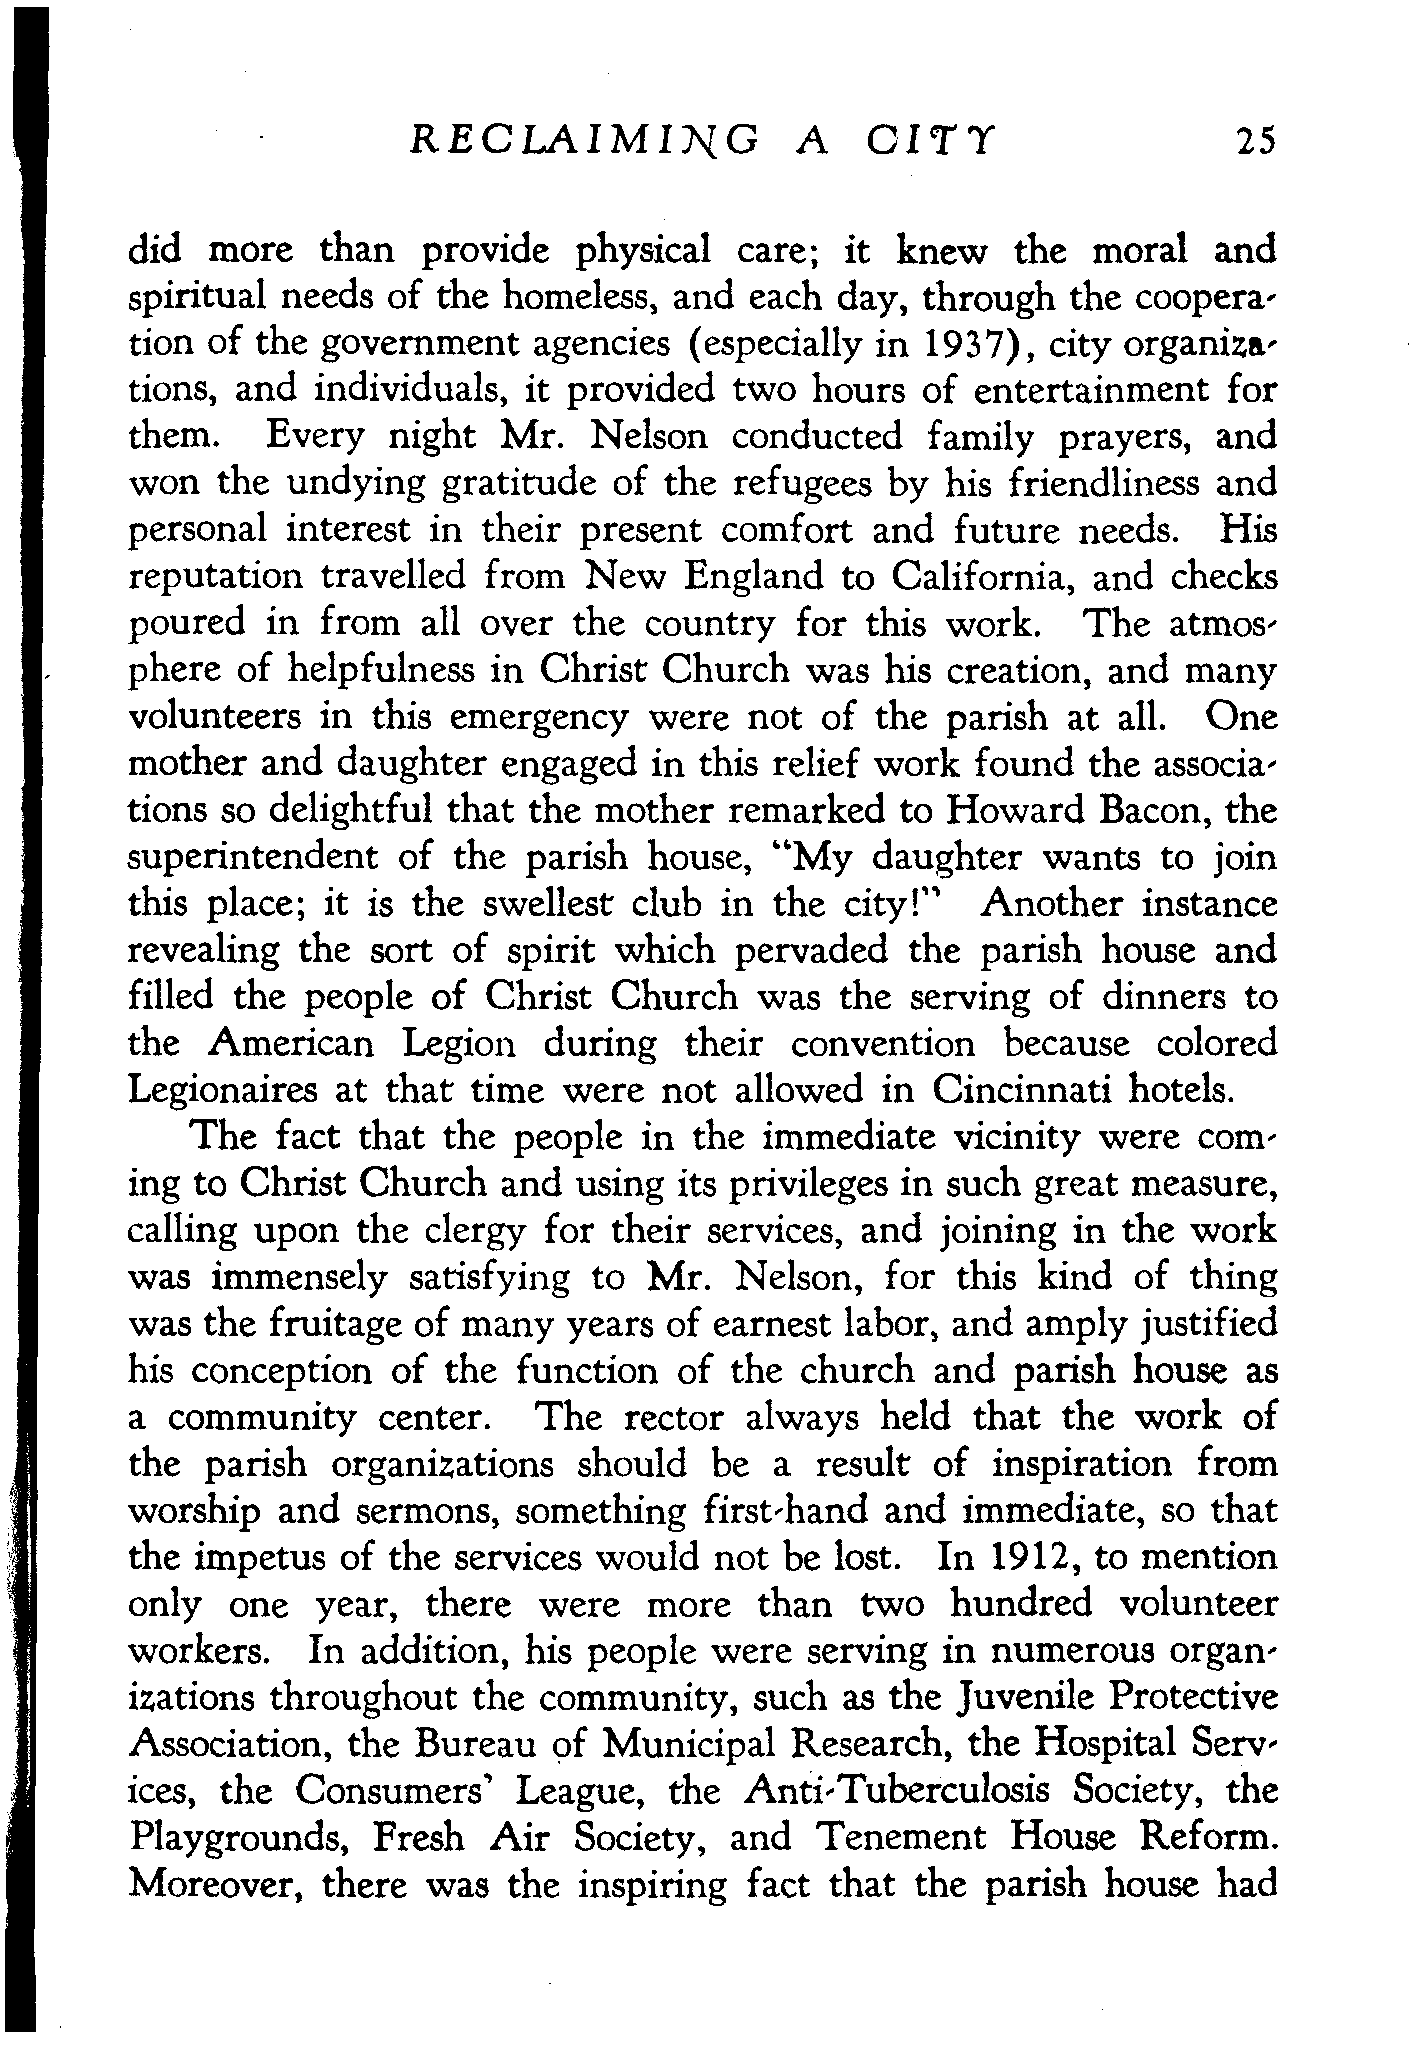 RECLAIMING A CITY 25
did more than provide physical care; it knew the moral and
spiritual needs of the homeless, and each day, through the coopera-
tion of the government agencies (especially in 1937), city organiza-
tions, and individuals, it provided two hours of entertainment for
them. Every night Mr. Nelson conducted family prayers, and
won the undying gratitude of the refugees by his friendliness and
personal interest in their present comfort and future needs. His
reputation travelled from New England to California, and checks
poured in from all over the country for this work. The atmos-
phere of helpfulness in Christ Church was his creation, and many
volunteers in this emergency were not of the parish at all. One
mother and daughter engaged in this relief work found the associa-
tions so delightful that the mother remarked to Howard Bacon, the
superintendent of the parish house, "My daughter wants to join
this place; it is the swellest club in the city!" Another instance
revealing the sort of spirit which pervaded the parish house and
filled the people of Christ Church was the serving of dinners to
the American Legion during their convention because colored
Legionaires at that time were not allowed in Cincinnati hotels.
The fact that the people in the immediate vicinity were com-
ing to Christ Church and using its privileges in such great measure,
calling upon the clergy for their services, and joining in the work
was immensely satisfying to Mr. Nelson, for this kind of thing
was the fruitage of many years of earnest labor, and amply justified
his conception of the function of the church and parish house as
a community center. The rector always held that the work of
the parish organizations should be a result of inspiration from
worship and sermons, something first-hand and immediate, so that
the impetus of the services would not be lost. In 1912, to mention
only one year, there were more than two hundred volunteer
workers. In addition, his people were serving in numerous organ-
izations throughout the community, such as the Juvenile Protective
Association, the Bureau of Municipal Research, the Hospital Serv-
ices, the Consumers' League, the Anti-Tuberculosis Society, the
Playgrounds, Fresh Air Society, and Tenement House Reform.
Moreover, there was the inspiring fact that the parish house had